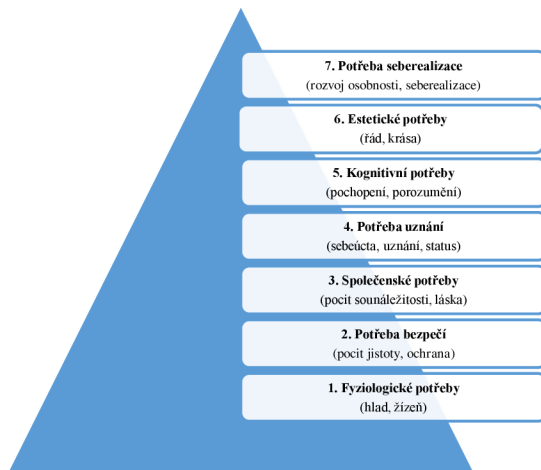 7. Potřeba seberealizace
(rozvoj osobnosti, seberealizace)
6. Estetické potřeby
(řád, krása)
5. Kognitivní potřeby
(pochopení, porozumění)
4. Potřeba uznání
(sebeúcta, uznání, status)
3. Společenské potřeby
(pocit sounáležitosti, láska)
2. Potřeba bezpečí
(pocit jistoty, ochrana)
1. Fyziologické potřeby
(hlad, žízeň)